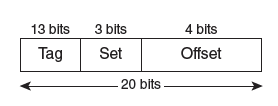 13 bits 3 bits 4 bits
Tag Set Offset
20 bits